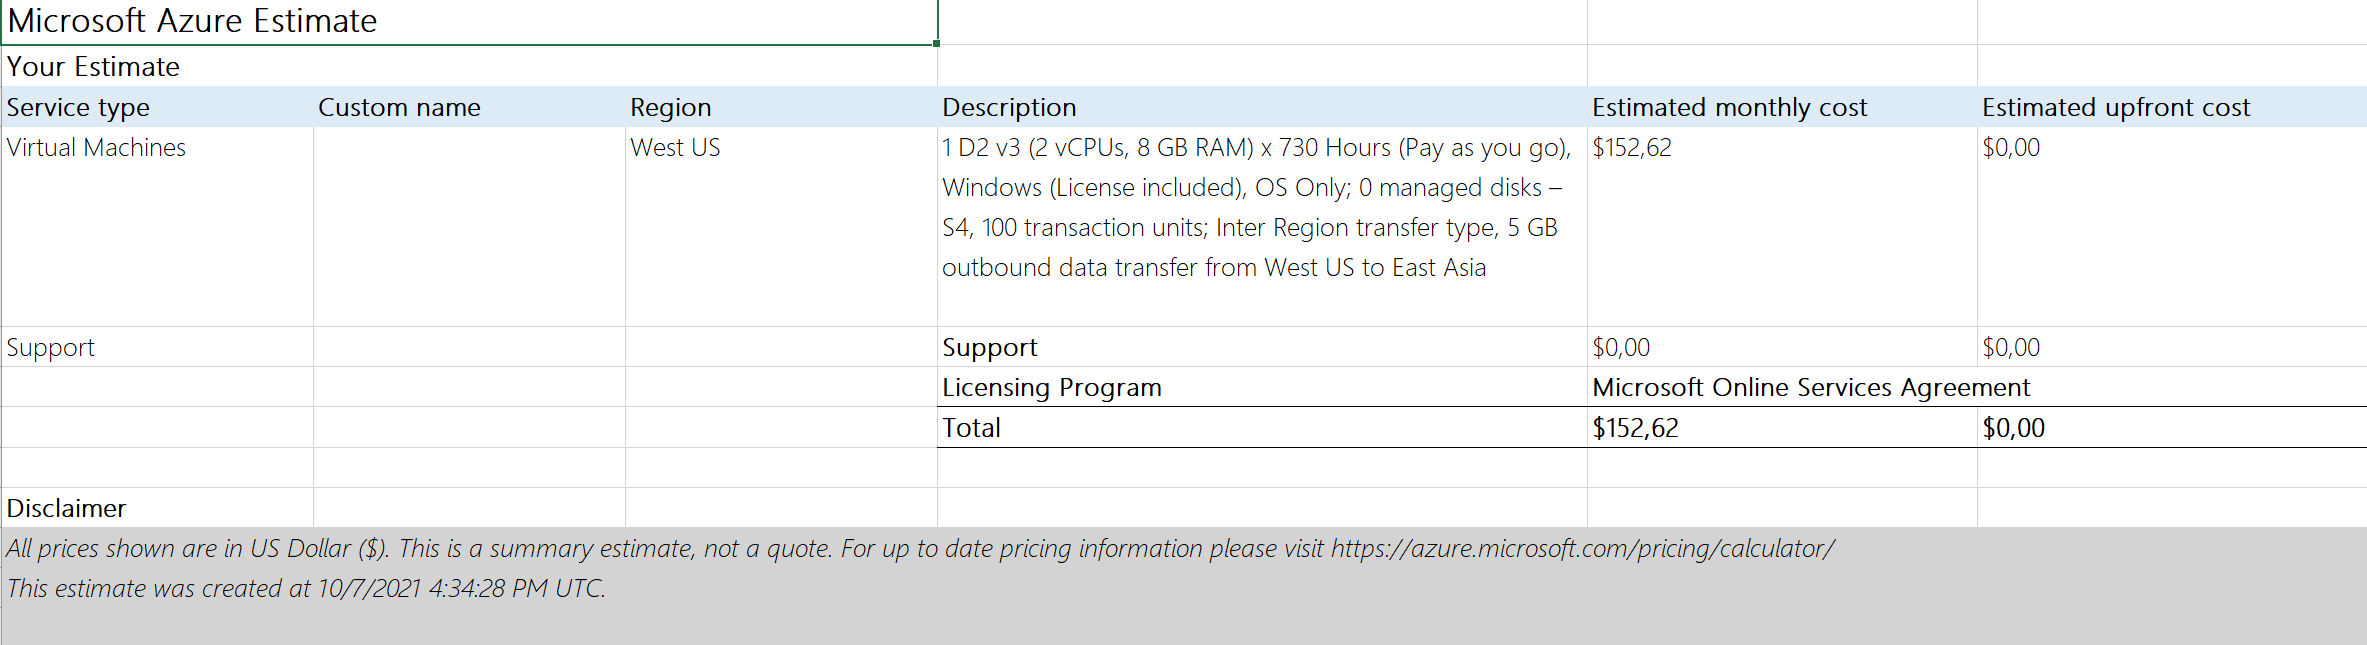 Microsoft Azure Estimate
Your Estimate
Service type Custom name Region Description Estimated monthly cost Estimated upfront cost
Virtual Machines West US 1 D2 v3 (2 vCPUs, 8 GB RAM) x 730 Hours (Pay as you go), $152,62 $0,00
Windows (License included), OS Only; 0 managed disks –
S4, 100 transaction units; Inter Region transfer type, 5 GB
outbound data transfer from West US to East Asia
Support Support $0,00 $0,00
Licensing Program Microsoft Online Services Agreement
Total $152,62 $0,00
Disclaimer
All prices shown are in US Dollar ($). This is a summary estimate, not a quote. For up to date pricing information please visit https://azure.microsoft.com/pricing/calculator/
This estimate was created at 10/7/2021 4:34:28 PM UTC.